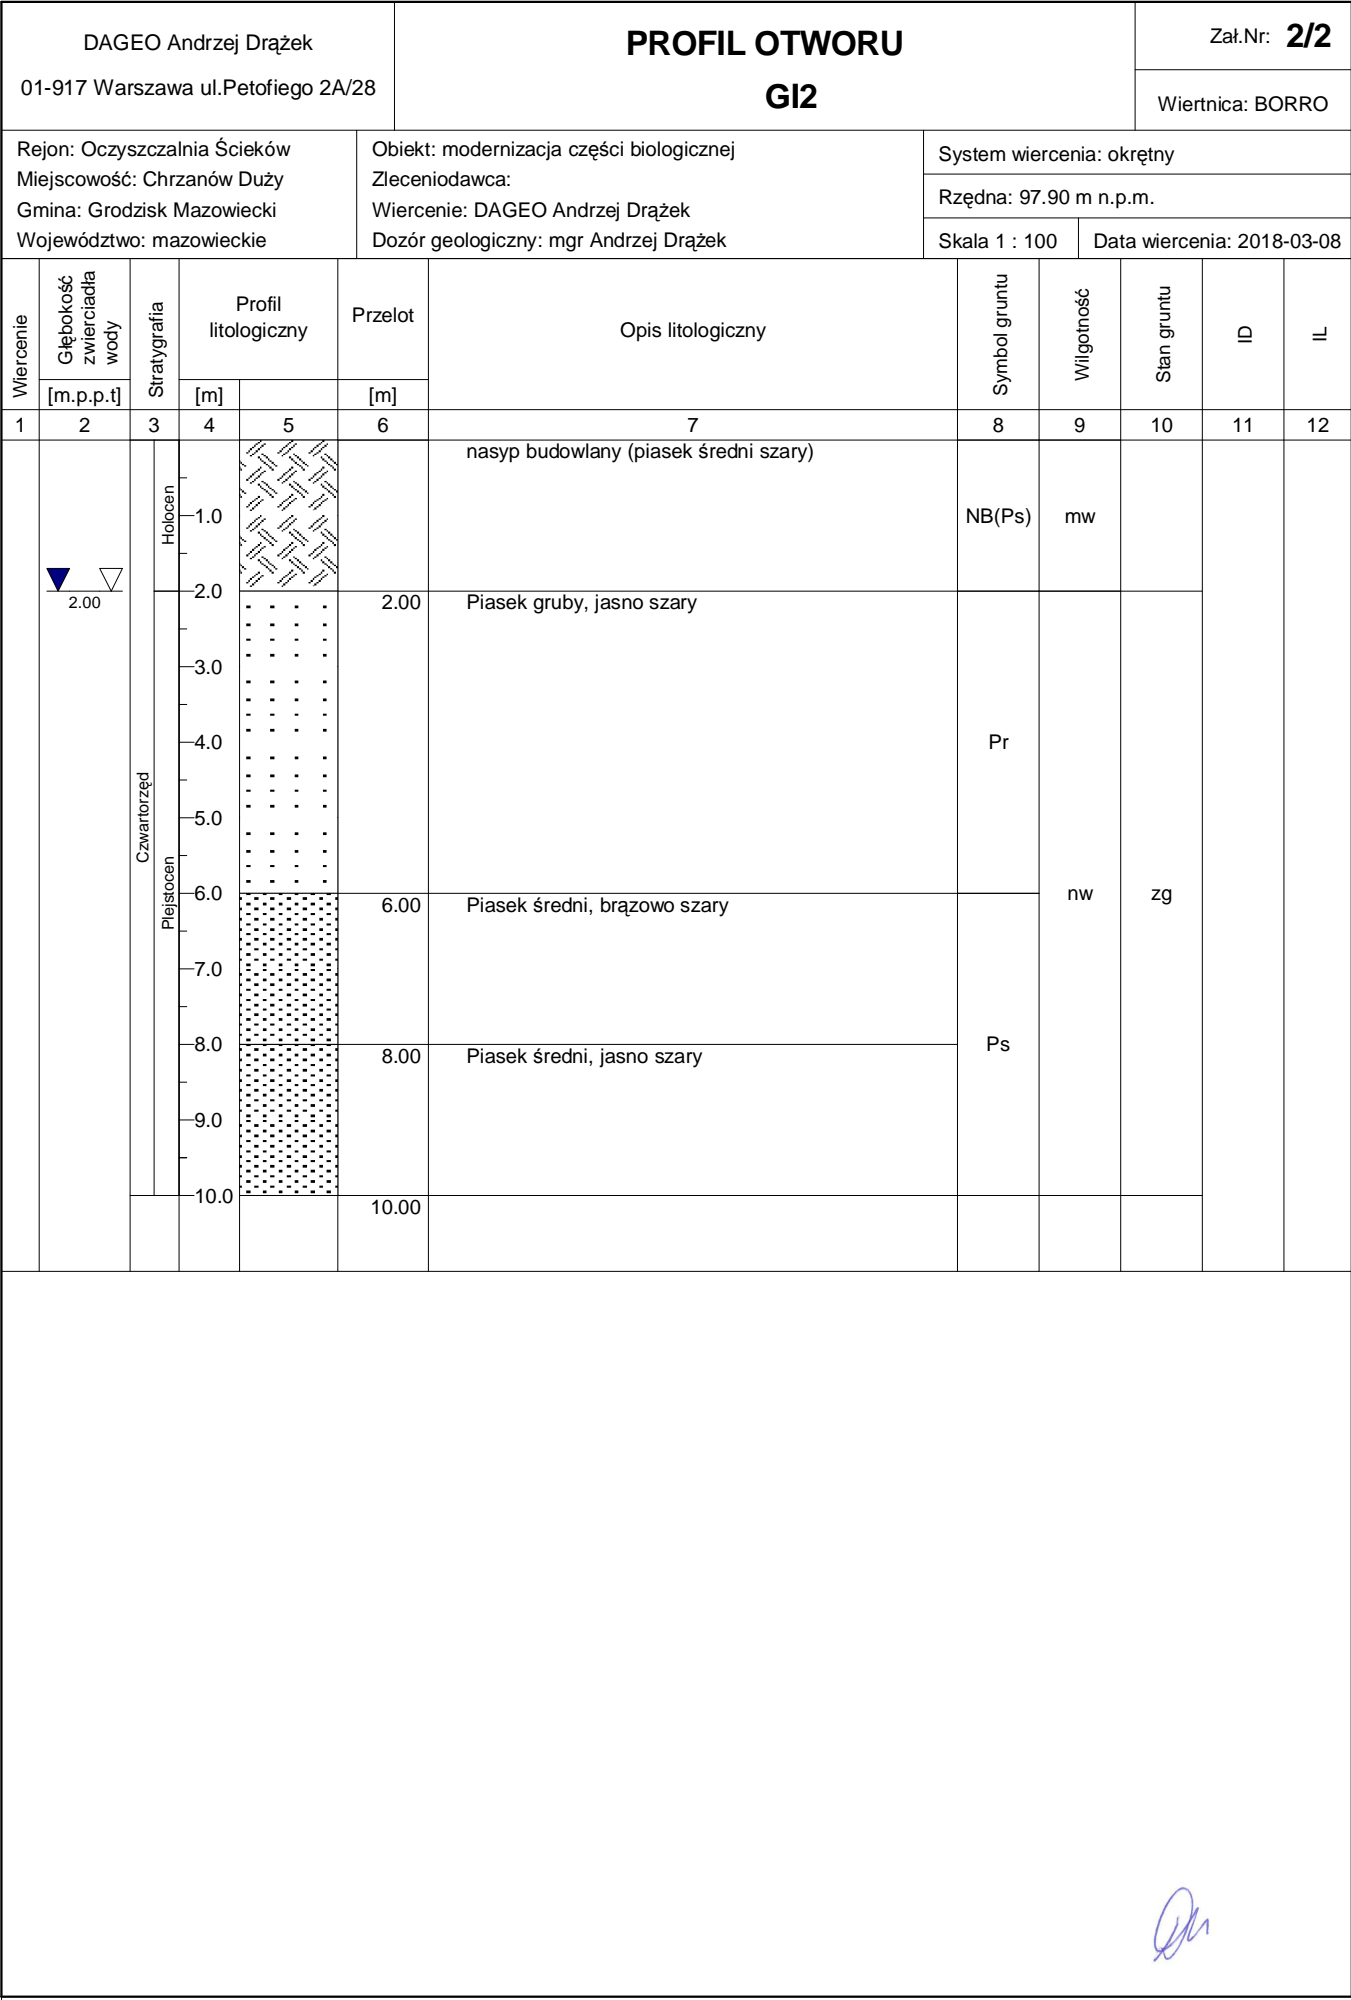 DAGEO Andrzej Drążek
01-917 Warszawa ul.Petofiego 2A/28
PROFIL OTWORU
GI2
Zał.Nr: 2/2
Wiertnica: BORRO
Rejon: Oczyszczalnia Ścieków
Miejscowość: Chrzanów Duży
Gmina: Grodzisk Mazowiecki
Województwo: mazowieckie
Obiekt: modernizacja części biologicznej
Zleceniodawca:
Wiercenie: DAGEO Andrzej Drążek
Dozór geologiczny: mgr Andrzej Drążek
System wiercenia: okrętny
Rzędna: 97.90 m n.p.m.
Skala 1 : 100
Data wiercenia: 2018-03-08
Wiercenie
Głębokość
zwierciadła
wody
[m.p.p.t]
Stratygrafia
Profil
litologiczny
[m]
Przelot
[m]
Opis litologiczny
Symbol gruntu
Wilgotność
Stan gruntu
ID
IL
1 2 3 4 5 6 7 8 9 10 11 12
nasyp budowlany (piasek średni szary)
Holocen
1.0
NB(Ps)
mw
2.0
2.00
2.00
Piasek gruby, jasno szary
3.0
4.0
Pr
Czwartorzęd
5.0
Plejstocen
6.0
6.00
Piasek średni, brązowo szary
nw
zg
7.0
8.0
8.00
Piasek średni, jasno szary
Ps
9.0
10.0
10.00